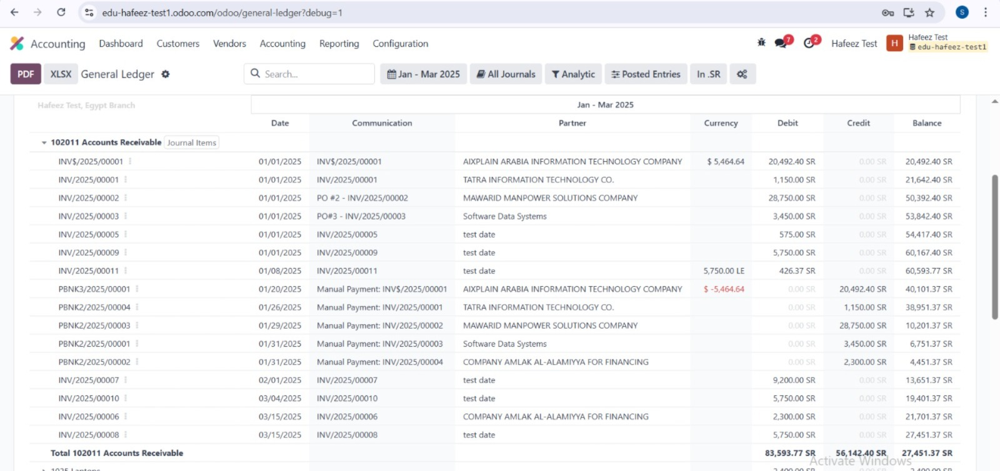 edu-hafeez-test1.odoo.com/odoo/general-ledger?debug=1
S
Accounting Dashboard Customers Vendors Accounting Reporting Configuration 7 2 Hafeez Test H Hafeez Test
edu-hafeez-test1
PDF XLSX General Ledger Search... Jan - Mar 2025 All Journals Analytic Posted Entries In .SR
Hafeez Test, Egypt Branch Jan - Mar 2025
Date Communication Partner Currency Debit Credit Balance
102011 Accounts Receivable Journal Items
INV$/2025/00001 01/01/2025 INV$/2025/00001 AIXPLAIN ARABIA INFORMATION TECHNOLOGY COMPANY $ 5,464.64 20,492.40 SR 0.00 SR 20,492.40 SR
INV/2025/00001 01/01/2025 INV/2025/00001 TATRA INFORMATION TECHNOLOGY CO. 1,150.00 SR 0.00 SR 21,642.40 SR
INV/2025/00002 01/01/2025 PO #2 - INV/2025/00002 MAWARID MANPOWER SOLUTIONS COMPANY 28,750.00 SR 0.00 SR 50,392.40 SR
INV/2025/00003 01/01/2025 PO#3 - INV/2025/00003 Software Data Systems 3,450.00 SR 0.00 SR 53,842.40 SR
INV/2025/00005 01/01/2025 INV/2025/00005 test date 575.00 SR 0.00 SR 54,417.40 SR
INV/2025/00009 01/01/2025 INV/2025/00009 test date 5,750.00 SR 0.00 SR 60,167.40 SR
INV/2025/00011 01/08/2025 INV/2025/00011 test date 5,750.00 LE 426.37 SR 0.00 SR 60,593.77 SR
PBNK3/2025/00001 01/20/2025 Manual Payment: INV$/2025/00001 AIXPLAIN ARABIA INFORMATION TECHNOLOGY COMPANY $ -5,464.64 0.00 SR 20,492.40 SR 40,101.37 SR
PBNK2/2025/00004 01/26/2025 Manual Payment: INV/2025/00001 TATRA INFORMATION TECHNOLOGY CO. 0.00 SR 1,150.00 SR 38,951.37 SR
PBNK2/2025/00003 01/29/2025 Manual Payment: INV/2025/00002 MAWARID MANPOWER SOLUTIONS COMPANY 0.00 SR 28,750.00 SR 10,201.37 SR
PBNK2/2025/00001 01/31/2025 Manual Payment: INV/2025/00003 Software Data Systems 0.00 SR 3,450.00 SR 6,751.37 SR
PBNK2/2025/00002 01/31/2025 Manual Payment: INV/2025/00004 COMPANY AMLAK AL-ALAMIYYA FOR FINANCING 0.00 SR 2,300.00 SR 4,451.37 SR
INV/2025/00007 02/01/2025 INV/2025/00007 test date 9,200.00 SR 0.00 SR 13,651.37 SR
INV/2025/00010 03/04/2025 INV/2025/00010 test date 5,750.00 SR 0.00 SR 19,401.37 SR
INV/2025/00006 03/15/2025 INV/2025/00006 COMPANY AMLAK AL-ALAMIYYA FOR FINANCING 2,300.00 SR 0.00 SR 21,701.37 SR
INV/2025/00008 03/15/2025 INV/2025/00008 test date 5,750.00 SR 0.00 SR 27,451.37 SR
Total 102011 Accounts Receivable 83,593.77 SR 56,142.40 SR 27,451.37 SR
Activate Windows